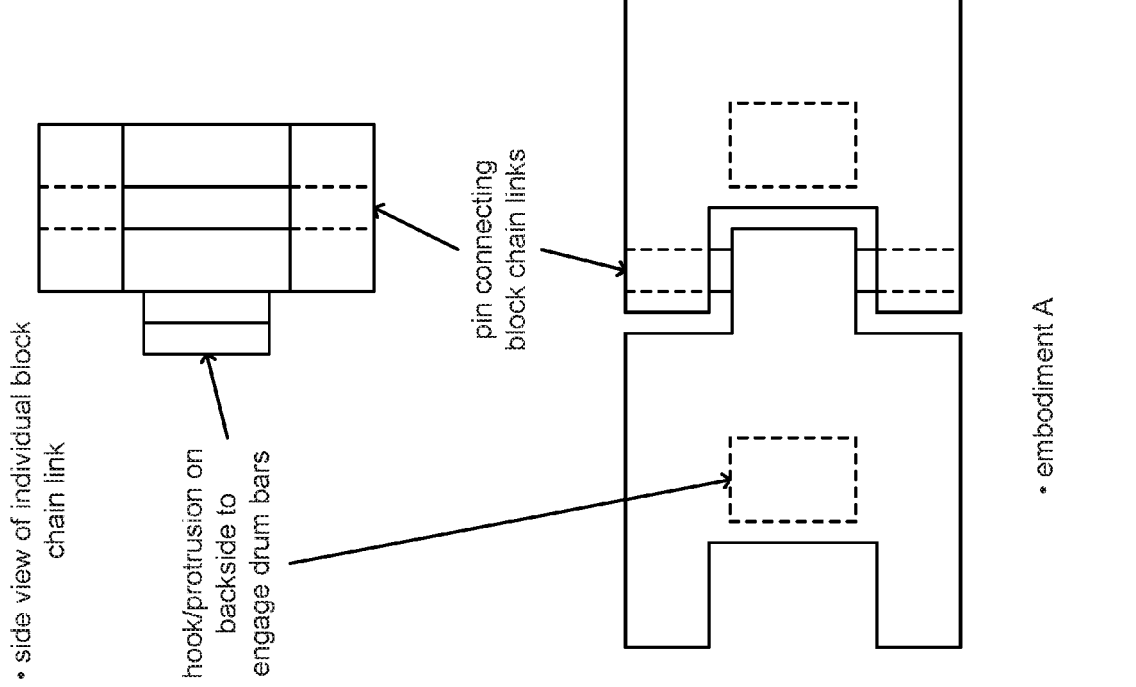 • side view of individual block
chain link
hook/protrusion on
backside to
engage drum bars
pin connecting
block chain links
• embodiment A